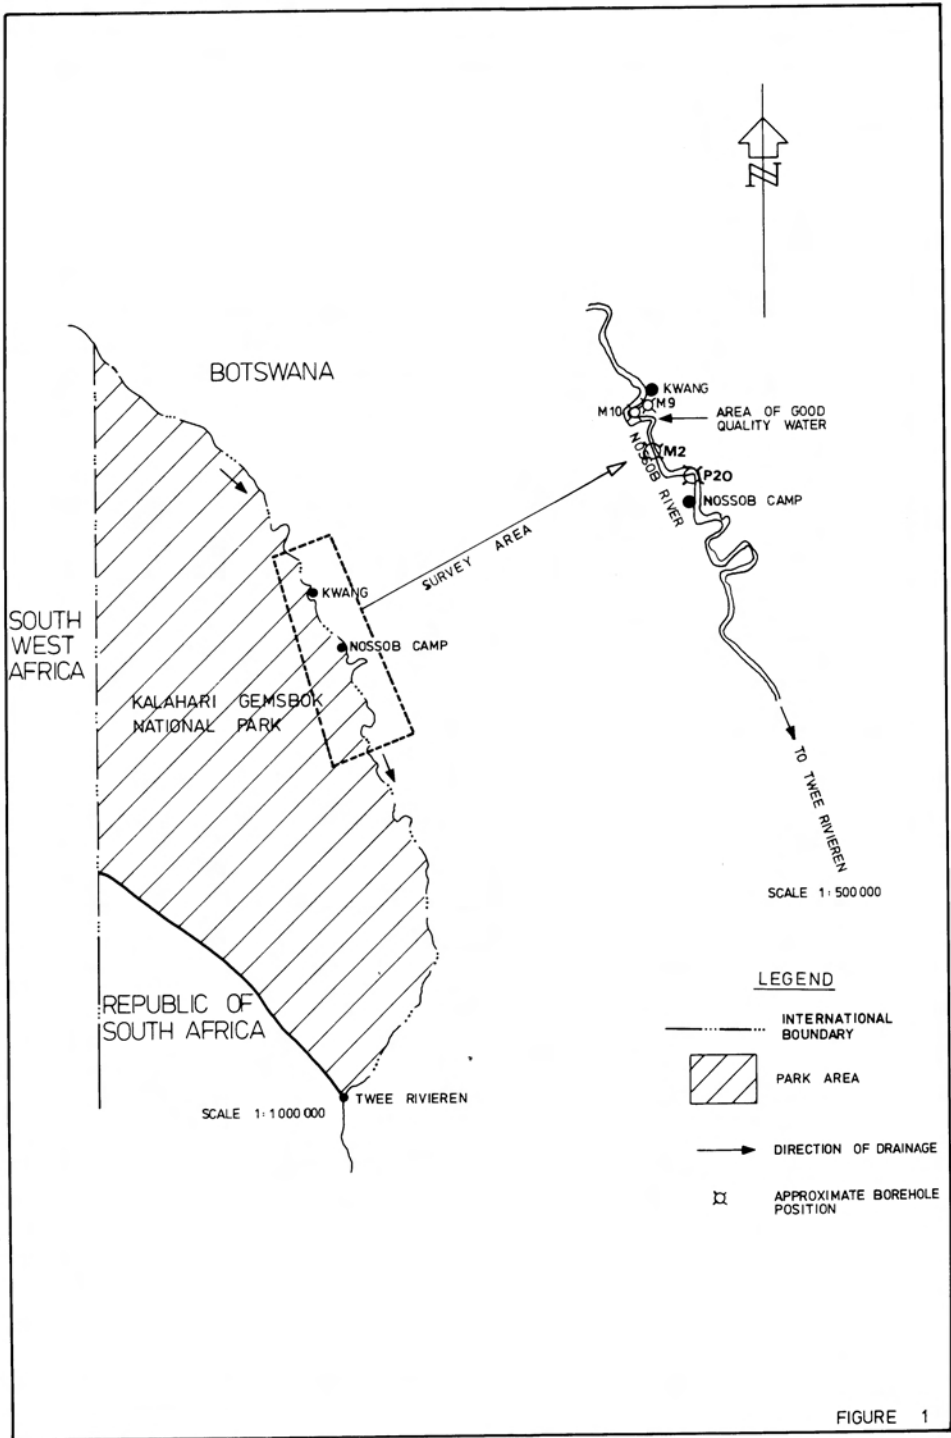 N
BOTSWANA
KWANG
M9
M10
AREA OF GOOD
QUALITY WATER
M2
P20
NOSSOB RIVER
NOSSOB CAMP
SURVEY AREA
KWANG
NOSSOB CAMP
SOUTH
WEST
AFRICA
KALAHARI GEMSBOK
NATIONAL PARK
TO TWEE RIVIEREN
SCALE 1:500 000
REPUBLIC OF
SOUTH AFRICA
TWEE RIVIEREN
SCALE 1:1 000 000
LEGEND
INTERNATIONAL
BOUNDARY
PARK AREA
DIRECTION OF DRAINAGE
APPROXIMATE BOREHOLE
POSITION
FIGURE 1